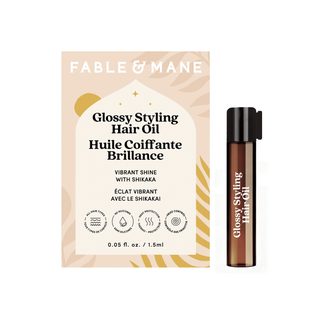 FABLE & MANE
Glossy Styling
Hair Oil
Huile Coiffante
Brillance
VIBRANT SHINE
WITH SHIKAKA
ÉCLAT VIBRANT
AVEC LE SHIKAKAI
0.05 fl. oz. / 1.5ml
Glossy Styling
Hair Oil